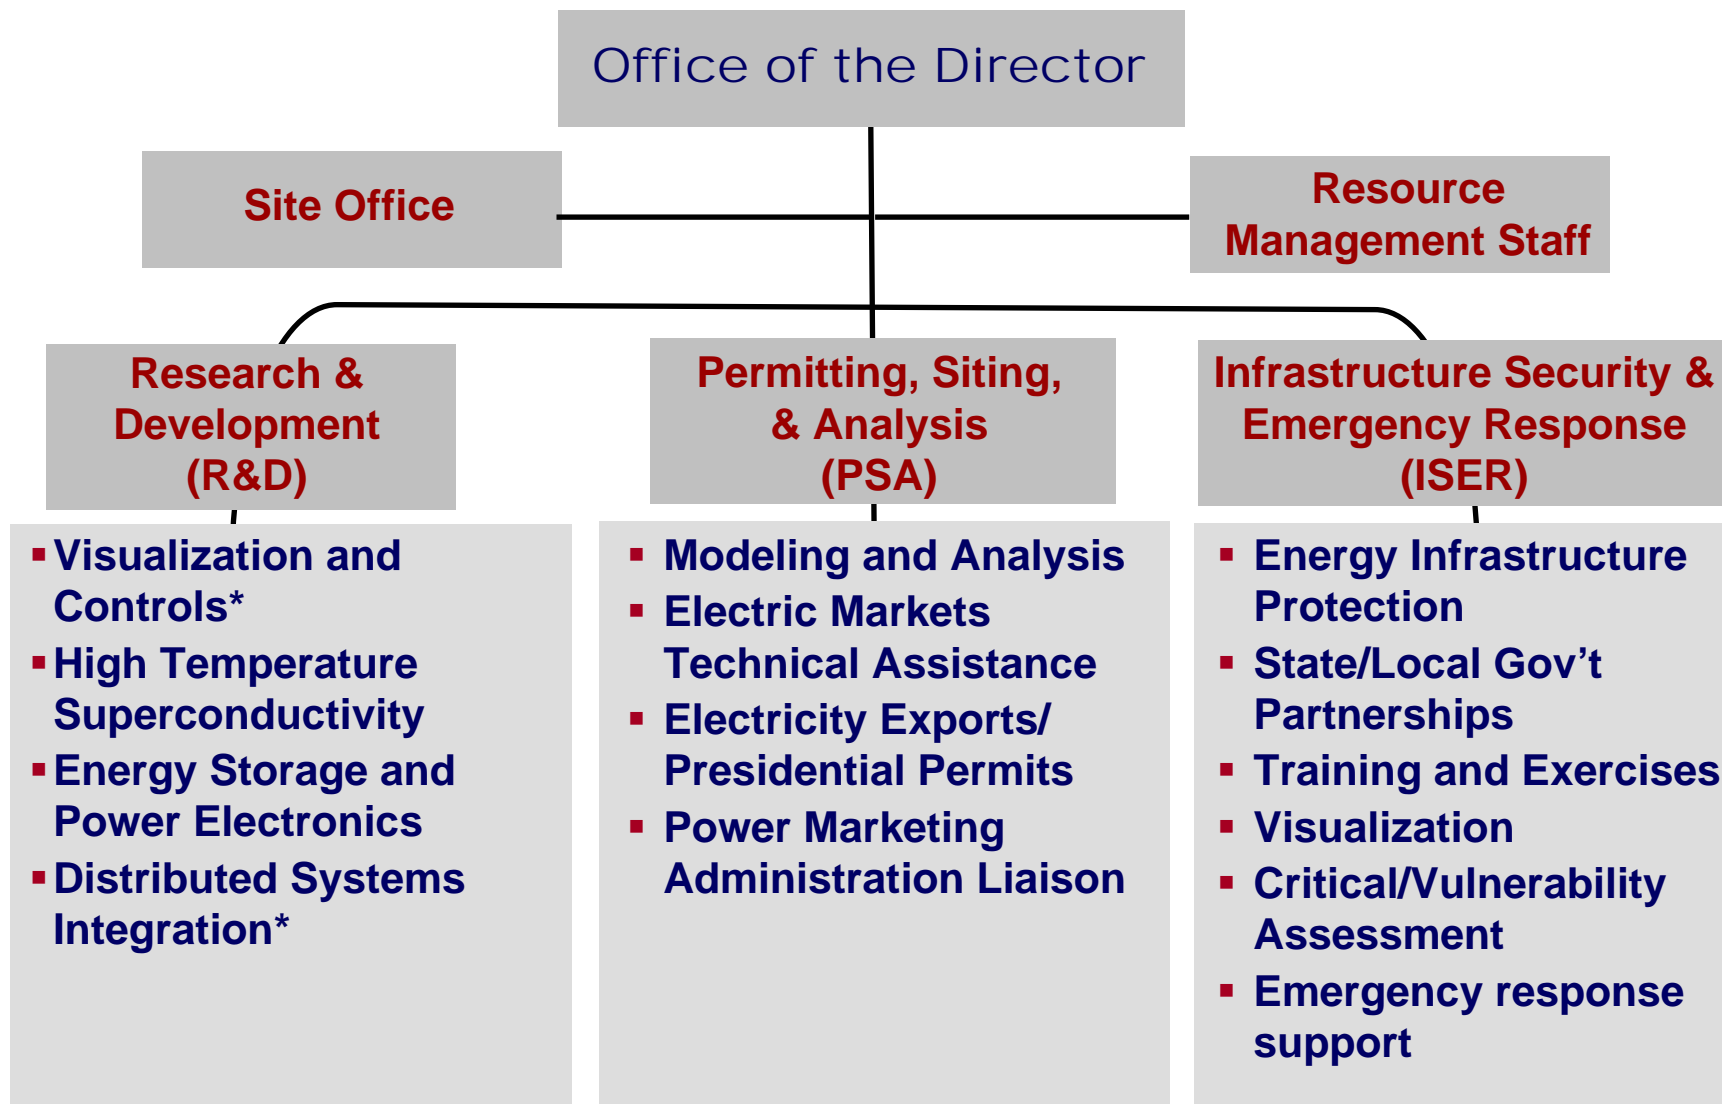 Office of the Director
Site Office
Resource
Management Staff
Research &
Development
(R&D)
Permitting, Siting,
& Analysis
(PSA)
Infrastructure Security &
Emergency Response
(ISER)
▪ Visualization and
Controls*
▪ High Temperature
Superconductivity
▪ Energy Storage and
Power Electronics
▪ Distributed Systems
Integration*
▪ Modeling and Analysis
▪ Electric Markets
Technical Assistance
▪ Electricity Exports/
Presidential Permits
▪ Power Marketing
Administration Liaison
▪ Energy Infrastructure
Protection
▪ State/Local Gov’t
Partnerships
▪ Training and Exercises
▪ Visualization
▪ Critical/Vulnerability
Assessment
▪ Emergency response
support